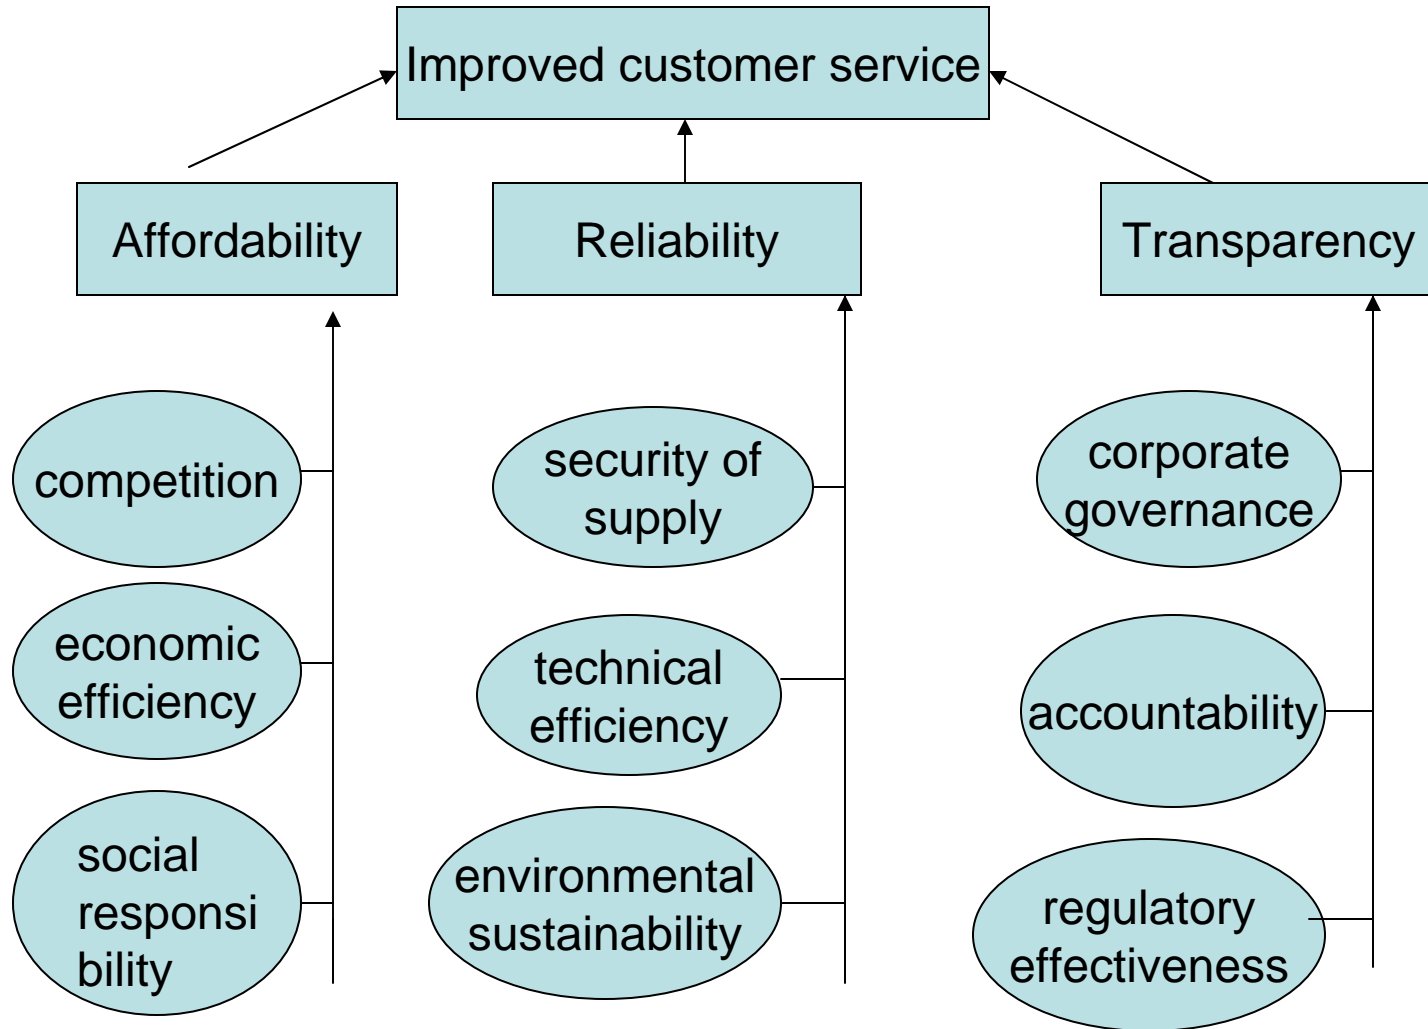 Improved customer service
Affordability
Reliability
Transparency
competition
economic
efficiency
social
responsi
bility
security of
supply
technical
efficiency
environmental
sustainability
corporate
governance
accountability
regulatory
effectiveness